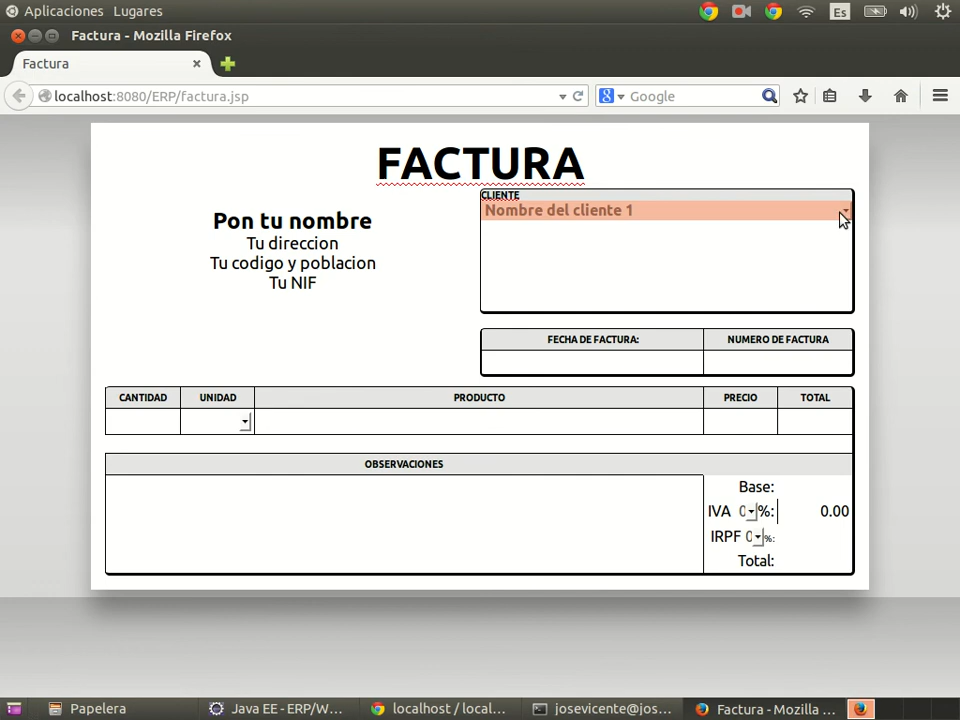 Aplicaciones Lugares Es
Factura - Mozilla Firefox
Factura
localhost:8080/ERP/factura.jsp Google
FACTURA
CLIENTE
Nombre del cliente 1
Pon tu nombre
Tu direccion
Tu codigo y poblacion
Tu NIF
FECHA DE FACTURA: NUMERO DE FACTURA
CANTIDAD UNIDAD PRODUCTO PRECIO TOTAL
OBSERVACIONES
Base:
IVA 0 %: 0.00
IRPF 0 %:
Total:
Papelera Java EE - ERP/W... localhost / local... josevicente@jos... Factura - Mozilla ...